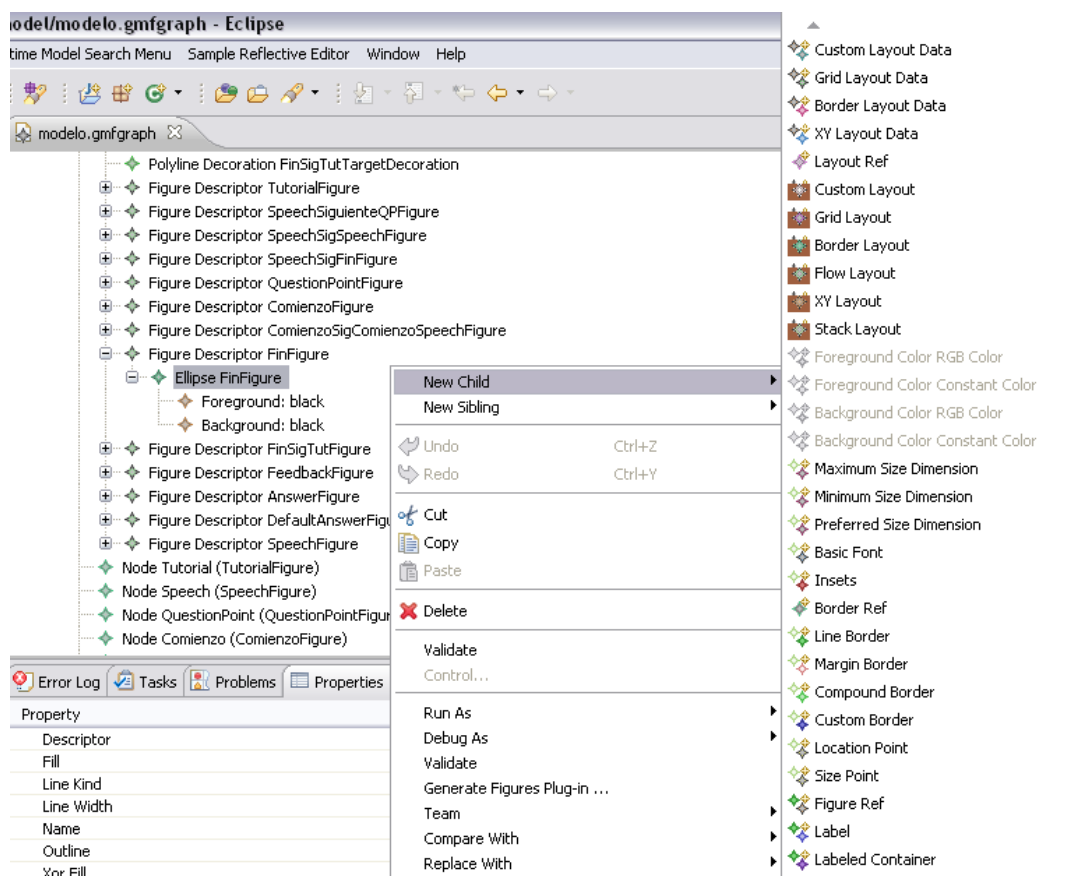 odel/modelo.gmfgraph - Eclipse
time Model Search Menu Sample Reflective Editor Window Help
modelo.gmfgraph
Polyline Decoration FinSigTutTargetDecoration
Figure Descriptor TutorialFigure
Figure Descriptor SpeechSiguienteQPFigure
Figure Descriptor SpeechSigSpeechFigure
Figure Descriptor SpeechSigFinFigure
Figure Descriptor QuestionPointFigure
Figure Descriptor ComienzoFigure
Figure Descriptor ComienzoSigComienzoSpeechFigure
Figure Descriptor FinFigure
Ellipse FinFigure
Foreground: black
Background: black
Figure Descriptor FinSigTutFigure
Figure Descriptor FeedbackFigure
Figure Descriptor AnswerFigure
Figure Descriptor DefaultAnswerFigu
Figure Descriptor SpeechFigure
Node Tutorial (TutorialFigure)
Node Speech (SpeechFigure)
Node QuestionPoint (QuestionPointFigur
Node Comienzo (ComienzoFigure)
Error Log Tasks Problems Properties
Property
Descriptor
Fill
Line Kind
Line Width
Name
Outline
Xor Fill
New Child
New Sibling
Undo Ctrl+Z
Redo Ctrl+Y
Cut
Copy
Paste
Delete
Validate
Control...
Run As
Debug As
Validate
Generate Figures Plug-in ...
Team
Compare With
Replace With
Custom Layout Data
Grid Layout Data
Border Layout Data
XY Layout Data
Layout Ref
Custom Layout
Grid Layout
Border Layout
Flow Layout
XY Layout
Stack Layout
Foreground Color RGB Color
Foreground Color Constant Color
Background Color RGB Color
Background Color Constant Color
Maximum Size Dimension
Minimum Size Dimension
Preferred Size Dimension
Basic Font
Insets
Border Ref
Line Border
Margin Border
Compound Border
Custom Border
Location Point
Size Point
Figure Ref
Label
Labeled Container